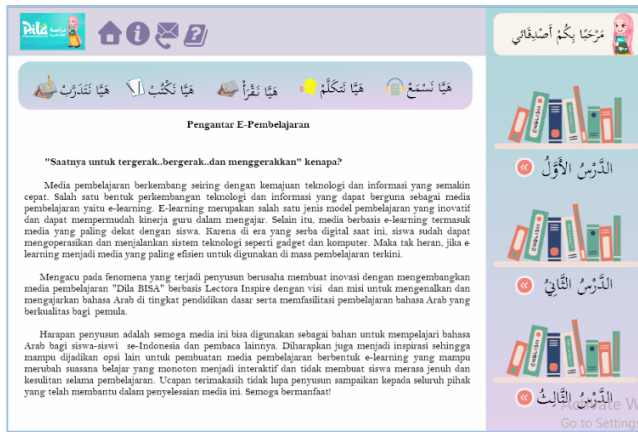 Dila دراسة
مَرْحَبًا بِكُمْ أَصْدِقَائي
هَيَّا نَسْمَعْ
هَيَّا نَتَكَلَّمْ
هَيَّا نَقْرَأْ
هَيَّا نَكْتُبْ
هَيَّا نَتَدَرَّبْ
Pengantar E-Pembelajaran
"Saatnya untuk tergerak..bergerak..dan menggerakkan" kenapa?
Media pembelajaran berkembang seiring dengan kemajuan teknologi dan informasi yang semakin
cepat. Salah satu bentuk perkembangan teknologi dan informasi yang dapat berguna sebagai media
pembelajaran yaitu e-learning. E-learning merupakan salah satu jenis model pembelajaran yang inovatif
dan dapat mempermudah kinerja guru dalam mengajar. Selain itu, media berbasis e-learning termasuk
media yang paling dekat dengan siswa. Karena di era yang serba digital saat ini, siswa sudah dapat
mengoperasikan dan menjalankan sistem teknologi seperti gadget dan komputer. Maka tak heran, jika e-
learning menjadi media yang paling efisien untuk digunakan di masa pembelajaran terkini.
Mengacu pada fenomena yang terjadi penyusun berusaha membuat inovasi dengan mengembangkan
media pembelajaran "Dila BISA" berbasis Lectora Inspire dengan visi dan misi untuk mengenalkan dan
mengajarkan bahasa Arab di tingkat pendidikan dasar serta memfasilitasi pembelajaran bahasa Arab yang
berkualitas bagi pemula.
Harapan penyusun adalah semoga media ini bisa digunakan sebagai bahan untuk mempelajari bahasa
Arab bagi siswa-siswi se-Indonesia dan pembaca lainnya. Diharapkan juga menjadi inspirasi sehingga
mampu dijadikan opsi lain untuk pembuatan media pembelajaran berbentuk e-learning yang mampu
merubah suasana belajar yang monoton menjadi interaktif dan tidak membuat siswa merasa jenuh dan
kesulitan selama pembelajaran. Ucapan terimakasih tidak lupa penyusun sampaikan kepada seluruh pihak
yang telah membantu dalam penyelesaian media ini. Semoga bermanfaat!
ENGLISH
الدَّرْسُ الأَوَّلُ
ENGLISH
الدَّرْسُ الثَّانِيْ
ENGLISH
الدَّرْسُ الثَّالِثُ
Activate W
Go to Setting